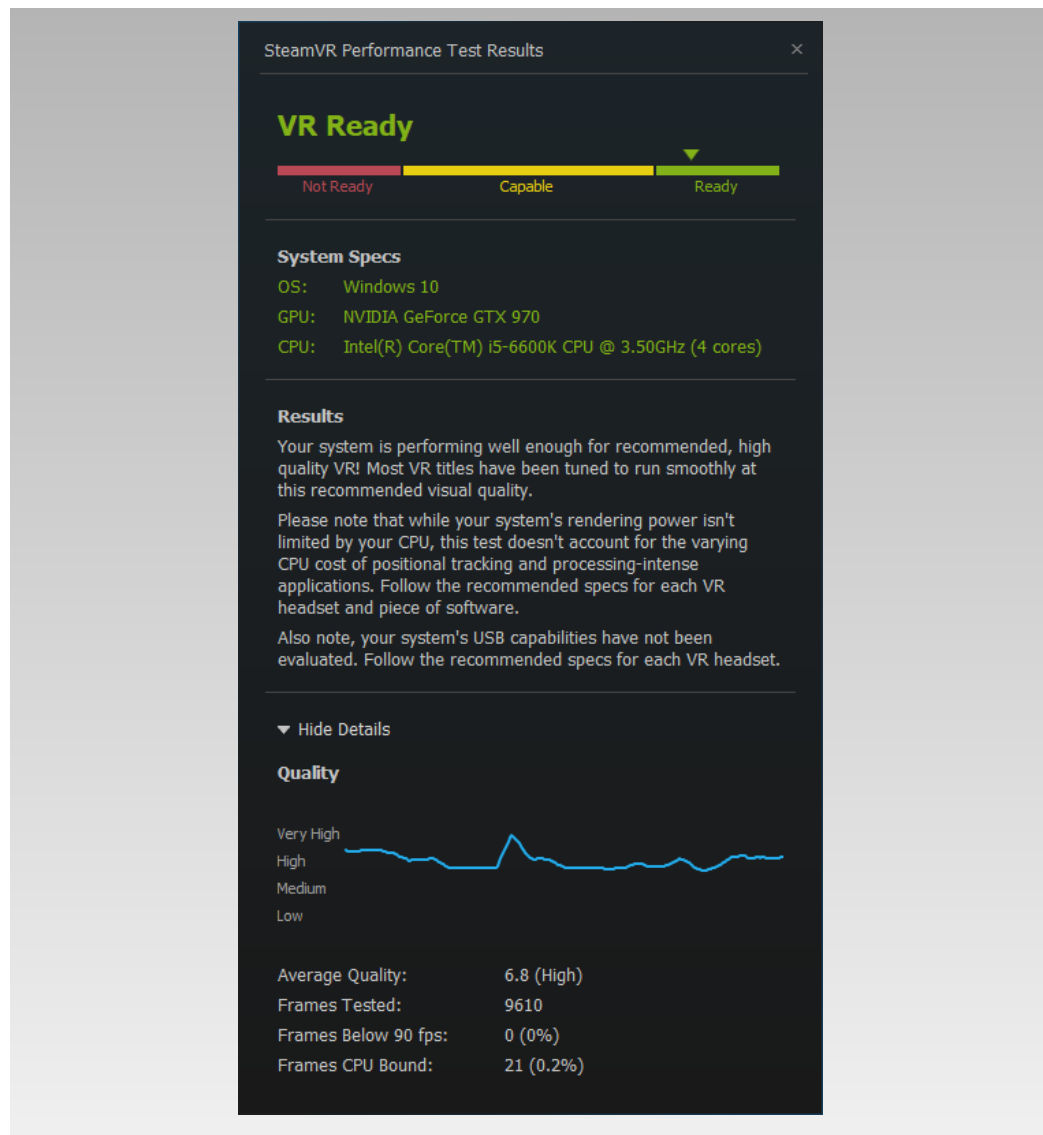 SteamVR Performance Test Results
VR Ready
Not Ready Capable Ready
System Specs
OS: Windows 10
GPU: NVIDIA GeForce GTX 970
CPU: Intel(R) Core(TM) i5-6600K CPU @ 3.50GHz (4 cores)
Results
Your system is performing well enough for recommended, high
quality VR! Most VR titles have been tuned to run smoothly at
this recommended visual quality.
Please note that while your system's rendering power isn't
limited by your CPU, this test doesn't account for the varying
CPU cost of positional tracking and processing-intense
applications. Follow the recommended specs for each VR
headset and piece of software.
Also note, your system's USB capabilities have not been
evaluated. Follow the recommended specs for each VR headset.
Hide Details
Quality
Very High
High
Medium
Low
Average Quality: 6.8 (High)
Frames Tested: 9610
Frames Below 90 fps: 0 (0%)
Frames CPU Bound: 21 (0.2%)